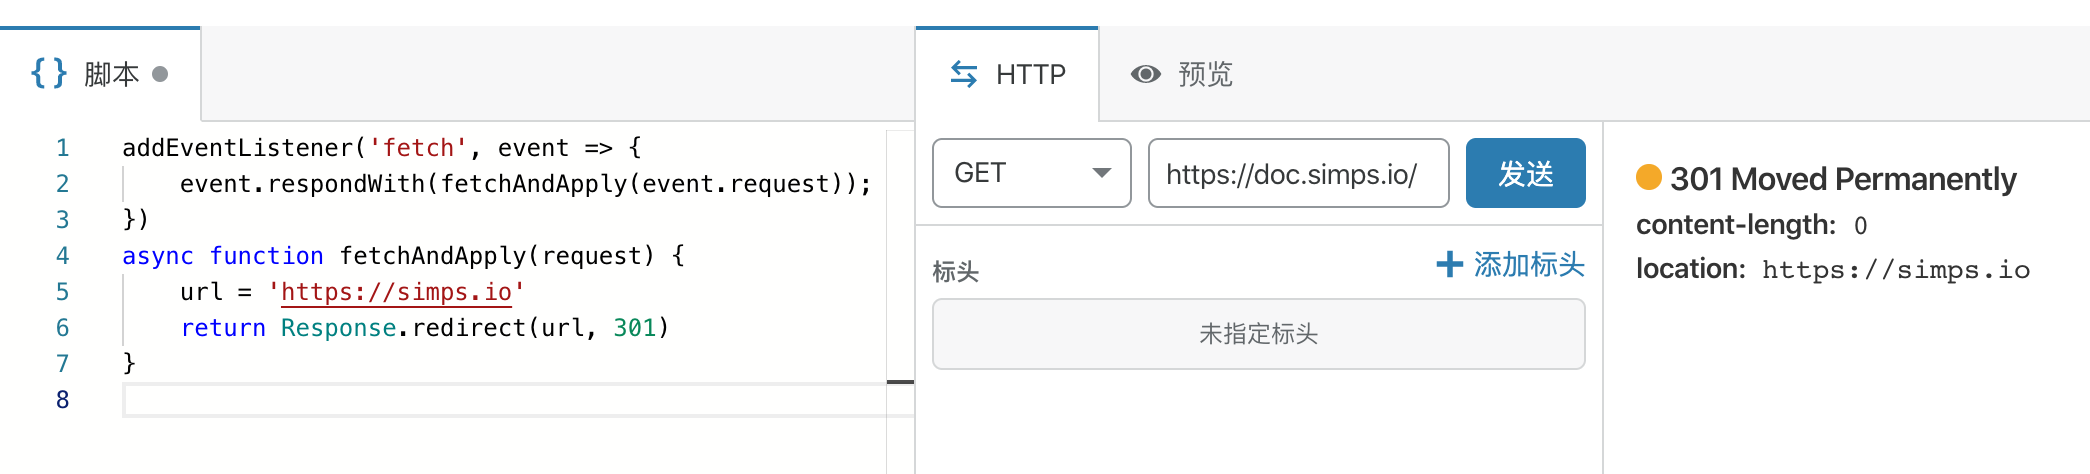 {} 脚本
1 addEventListener('fetch', event => {
2 event.respondWith(fetchAndApply(event.request));
3 })
4 async function fetchAndApply(request) {
5 url = 'https://simps.io'
6 return Response.redirect(url, 301)
7 }
8
HTTP
预览
GET
https://doc.simps.io/
发送
标头
添加标头
未指定标头
301 Moved Permanently
content-length: 0
location: https://simps.io